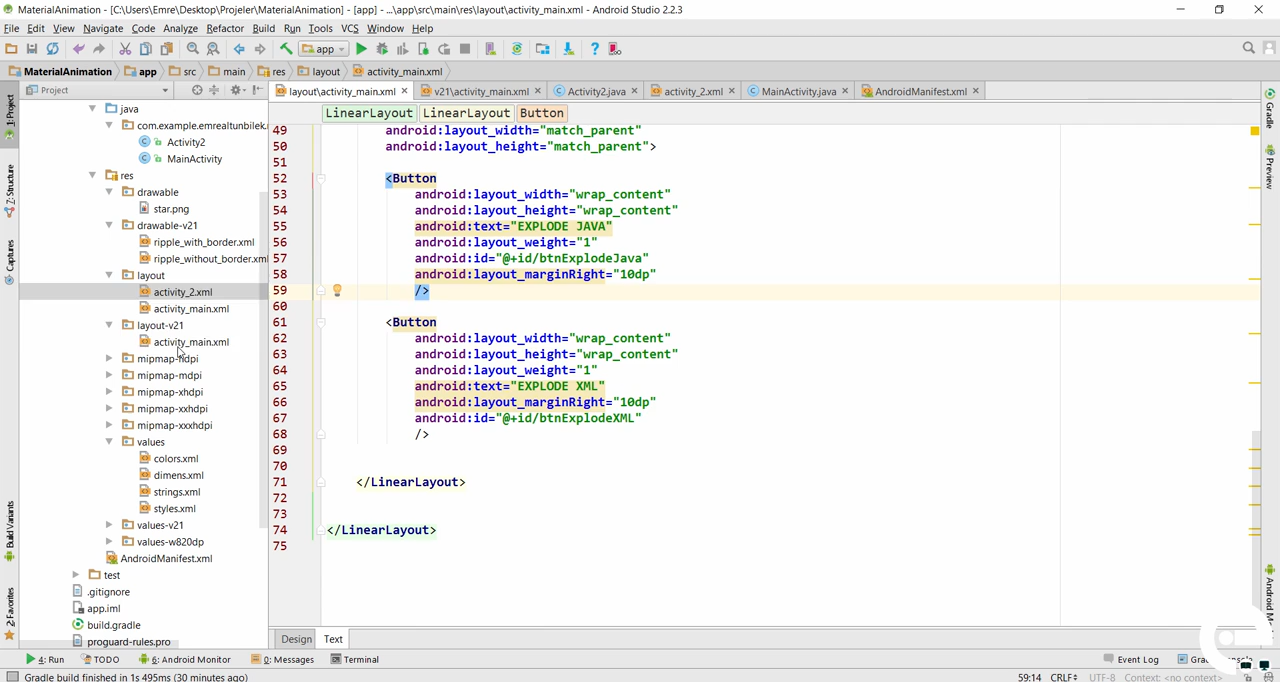 MaterialAnimation - [C:\Users\Emre\Desktop\Projeler\MaterialAnimation] - [app] - ...\app\src\main\res\layout\activity_main.xml - Android Studio 2.2.3
File Edit View Navigate Code Analyze Refactor Build Run Tools VCS Window Help
app
MaterialAnimation app src main res layout activity_main.xml
Project
layout\activity_main.xml v21\activity_main.xml Activity2.java activity_2.xml MainActivity.java AndroidManifest.xml
LinearLayout LinearLayout Button
1: Project
Z: Structure
Captures
Build Variants
2: Favorites
java
com.example.emrealtunbilek.
Activity2
MainActivity
res
drawable
star.png
drawable-v21
ripple_with_border.xml
ripple_without_border.xm
layout
activity_2.xml
activity_main.xml
layout-v21
activity_main.xml
mipmap-hdpi
mipmap-mdpi
mipmap-xhdpi
mipmap-xxhdpi
mipmap-xxxhdpi
values
colors.xml
dimens.xml
strings.xml
styles.xml
values-v21
values-w820dp
AndroidManifest.xml
test
.gitignore
app.iml
build.gradle
proguard-rules.pro
49 android:layout_width="match_parent"
50 android:layout_height="match_parent">
51
52 <Button
53 android:layout_width="wrap_content"
54 android:layout_height="wrap_content"
55 android:text="EXPLODE JAVA"
56 android:layout_weight="1"
57 android:id="@+id/btnExplodeJava"
58 android:layout_marginRight="10dp"
59 />
60
61 <Button
62 android:layout_width="wrap_content"
63 android:layout_height="wrap_content"
64 android:layout_weight="1"
65 android:text="EXPLODE XML"
66 android:layout_marginRight="10dp"
67 android:id="@+id/btnExplodeXML"
68 />
69
70
71 </LinearLayout>
72
73
74 </LinearLayout>
75
Gradle
Preview
Design Text
4: Run TODO 6: Android Monitor 0: Messages Terminal Event Log
Gradle build finished in 1s 495ms (30 minutes ago) 59:14 CRLF UTF-8 Context: <no context>